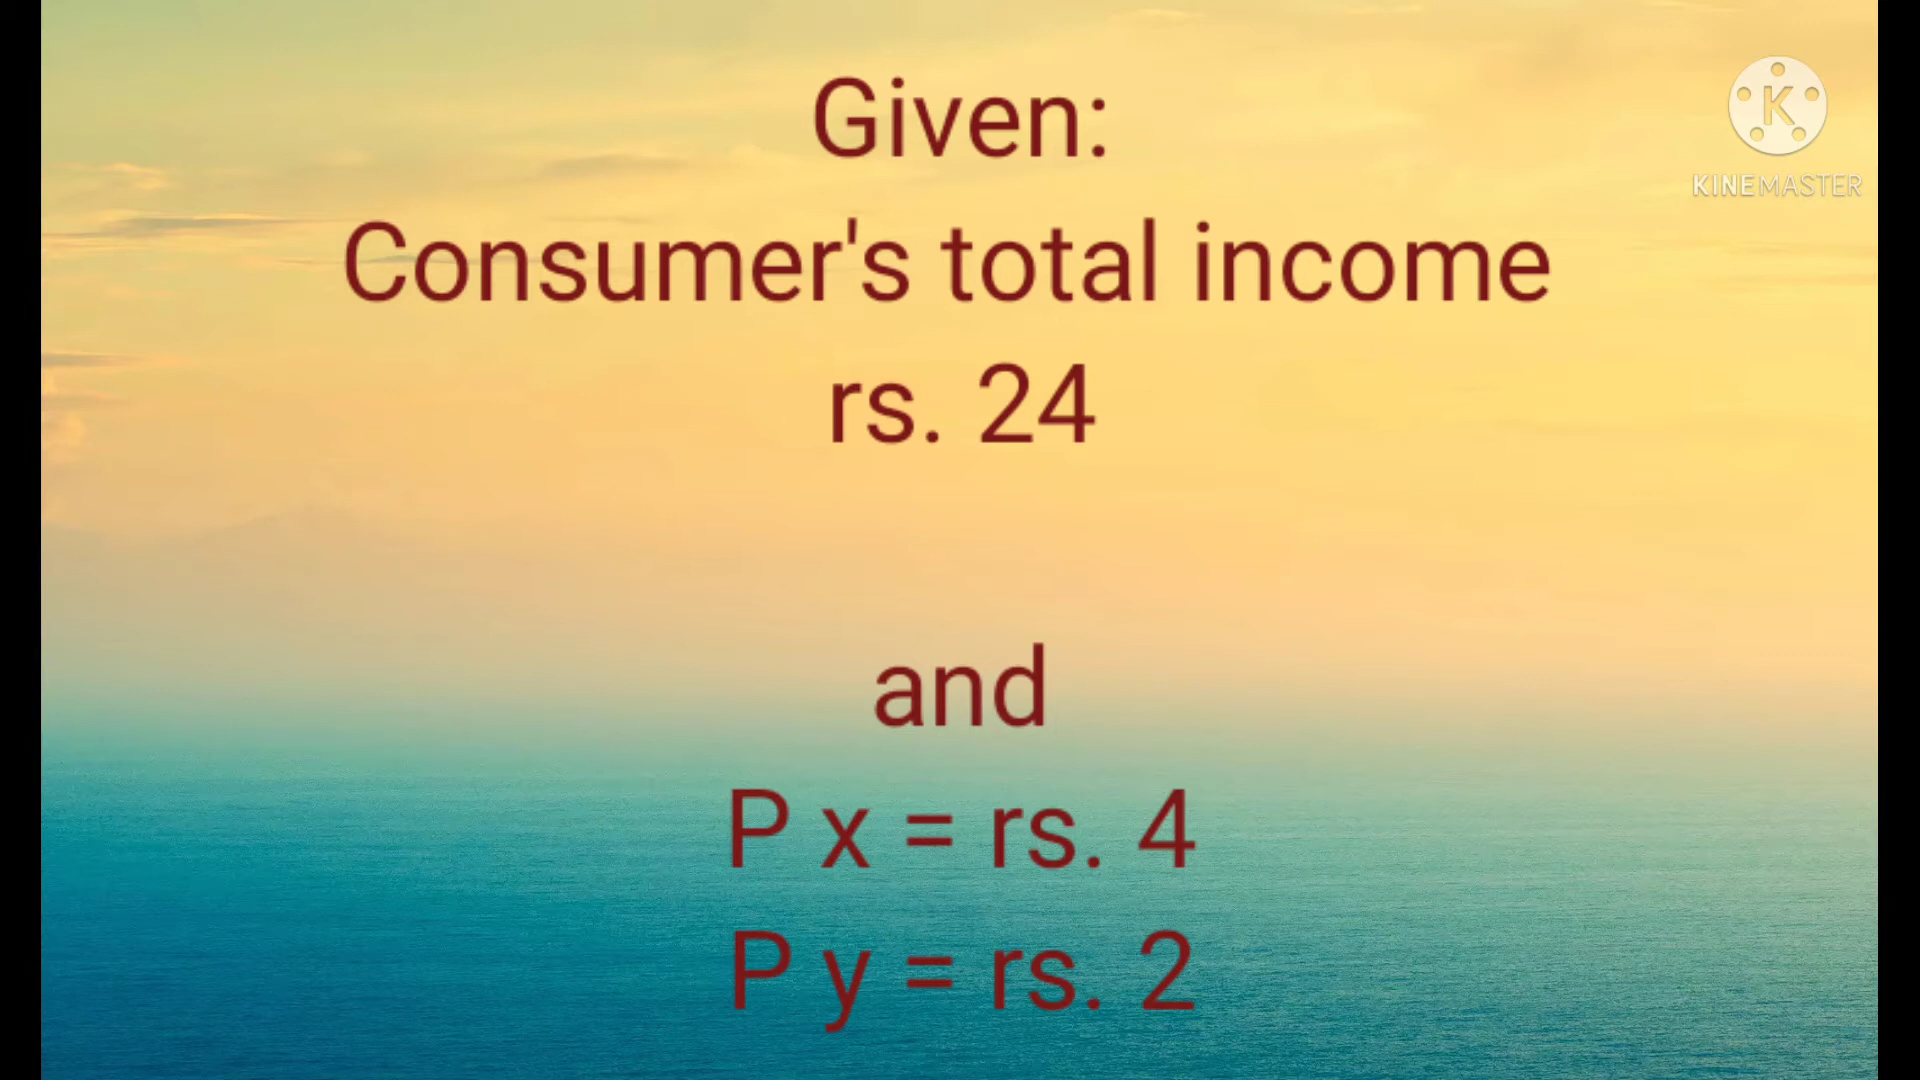 Given:
KINEMASTER
Consumer's total income
rs. 24
and
P x = rs. 4
P y = rs. 2